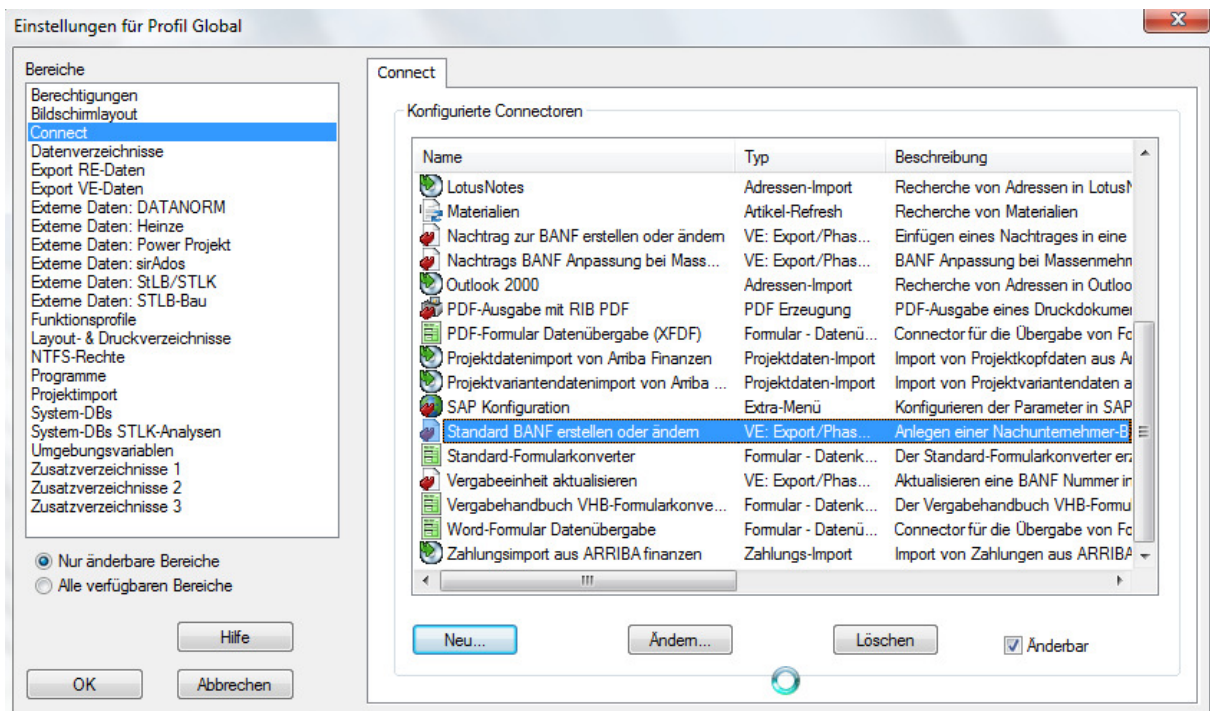 Einstellungen für Profil Global
Bereiche
Berechtigungen
Bildschirmlayout
Connect
Datenverzeichnisse
Export RE-Daten
Export VE-Daten
Externe Daten: DATANORM
Externe Daten: Heinze
Externe Daten: Power Projekt
Externe Daten: sirAdos
Externe Daten: StLB/STLK
Externe Daten: STLB-Bau
Funktionsprofile
Layout- & Druckverzeichnisse
NTFS-Rechte
Programme
Projektimport
System-DBs
System-DBs STLK-Analysen
Umgebungsvariablen
Zusatzverzeichnisse 1
Zusatzverzeichnisse 2
Zusatzverzeichnisse 3
Nur änderbare Bereiche
Alle verfügbaren Bereiche
Hilfe
OK Abbrechen
Connect
Konfigurierte Connectoren
Name Typ Beschreibung
LotusNotes Adressen-Import Recherche von Adressen in LotusN
Materialien Artikel-Refresh Recherche von Materialien
Nachtrag zur BANF erstellen oder ändern VE: Export/Phas... Einfügen eines Nachtrages in eine
Nachtrags BANF Anpassung bei Mass... VE: Export/Phas... BANF Anpassung bei Massenmehn
Outlook 2000 Adressen-Import Recherche von Adressen in Outloo
PDF-Ausgabe mit RIB PDF PDF Erzeugung PDF-Ausgabe eines Druckdokumer
PDF-Formular Datenübergabe (XFDF) Formular - Datenü... Connector für die Übergabe von Fo
Projektdatenimport von Arriba Finanzen Projektdaten-Import Import von Projektkopfdaten aus Ar
Projektvariantendatenimport von Arriba ... Projektdaten-Import Import von Projektvariantendaten a
SAP Konfiguration Extra-Menü Konfigurieren der Parameter in SAP
Standard BANF erstellen oder ändern VE: Export/Phas... Anlegen einer Nachunternehmer-B
Standard-Formularkonverter Formular - Datenk... Der Standard-Formularkonverter erz
Vergabeeinheit aktualisieren VE: Export/Phas... Aktualisieren eine BANF Nummer in
Vergabehandbuch VHB-Formularkonve... Formular - Datenk... Der Vergabehandbuch VHB-Formul
Word-Formular Datenübergabe Formular - Datenü... Connector für die Übergabe von Fo
Zahlungsimport aus ARRIBA finanzen Zahlungs-Import Import von Zahlungen aus ARRIBA
Neu... Ändern... Löschen Änderbar